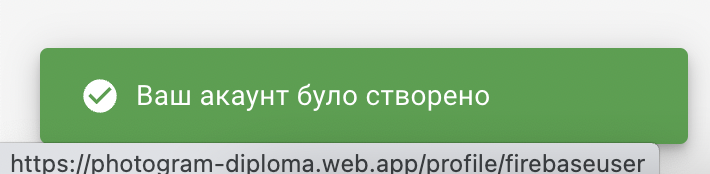 Ваш акаунт було створено
https://photogram-diploma.web.app/profile/firebaseuser